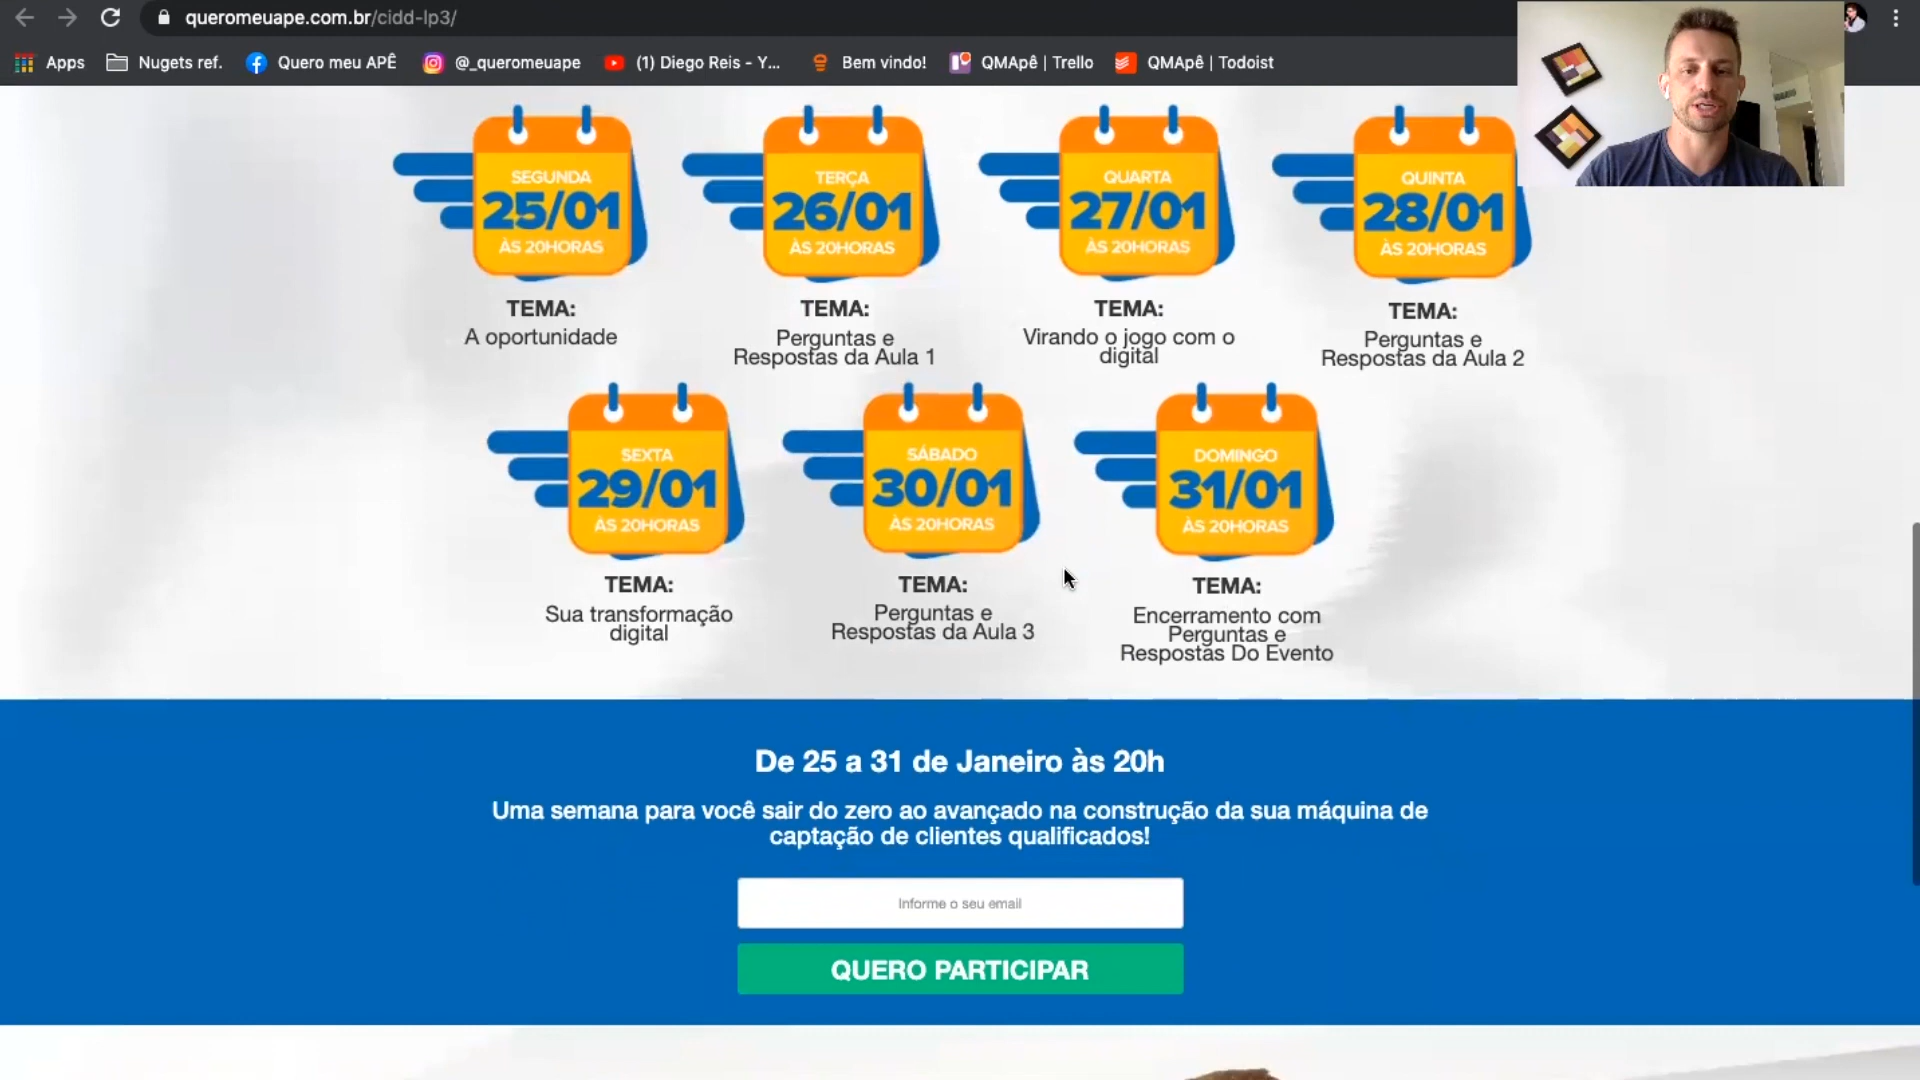 queromeuape.com.br/cidd-lp3/
Apps
Nugets ref.
Quero meu APÊ
@_queromeuape
(1) Diego Reis - Y...
Bem vindo!
QMApê | Trello
QMApê | Todoist
SEGUNDA
25/01
ÀS 20HORAS
TEMA:
A oportunidade
TERÇA
26/01
ÀS 20HORAS
TEMA:
Perguntas e
Respostas da Aula 1
QUARTA
27/01
ÀS 20HORAS
TEMA:
Virando o jogo com o
digital
QUINTA
28/01
ÀS 20HORAS
TEMA:
Perguntas e
Respostas da Aula 2
SEXTA
29/01
ÀS 20HORAS
TEMA:
Sua transformação
digital
SÁBADO
30/01
ÀS 20HORAS
TEMA:
Perguntas e
Respostas da Aula 3
DOMINGO
31/01
ÀS 20HORAS
TEMA:
Encerramento com
Perguntas e
Respostas Do Evento
De 25 a 31 de Janeiro às 20h
Uma semana para você sair do zero ao avançado na construção da sua máquina de
captação de clientes qualificados!
Informe o seu email
QUERO PARTICIPAR